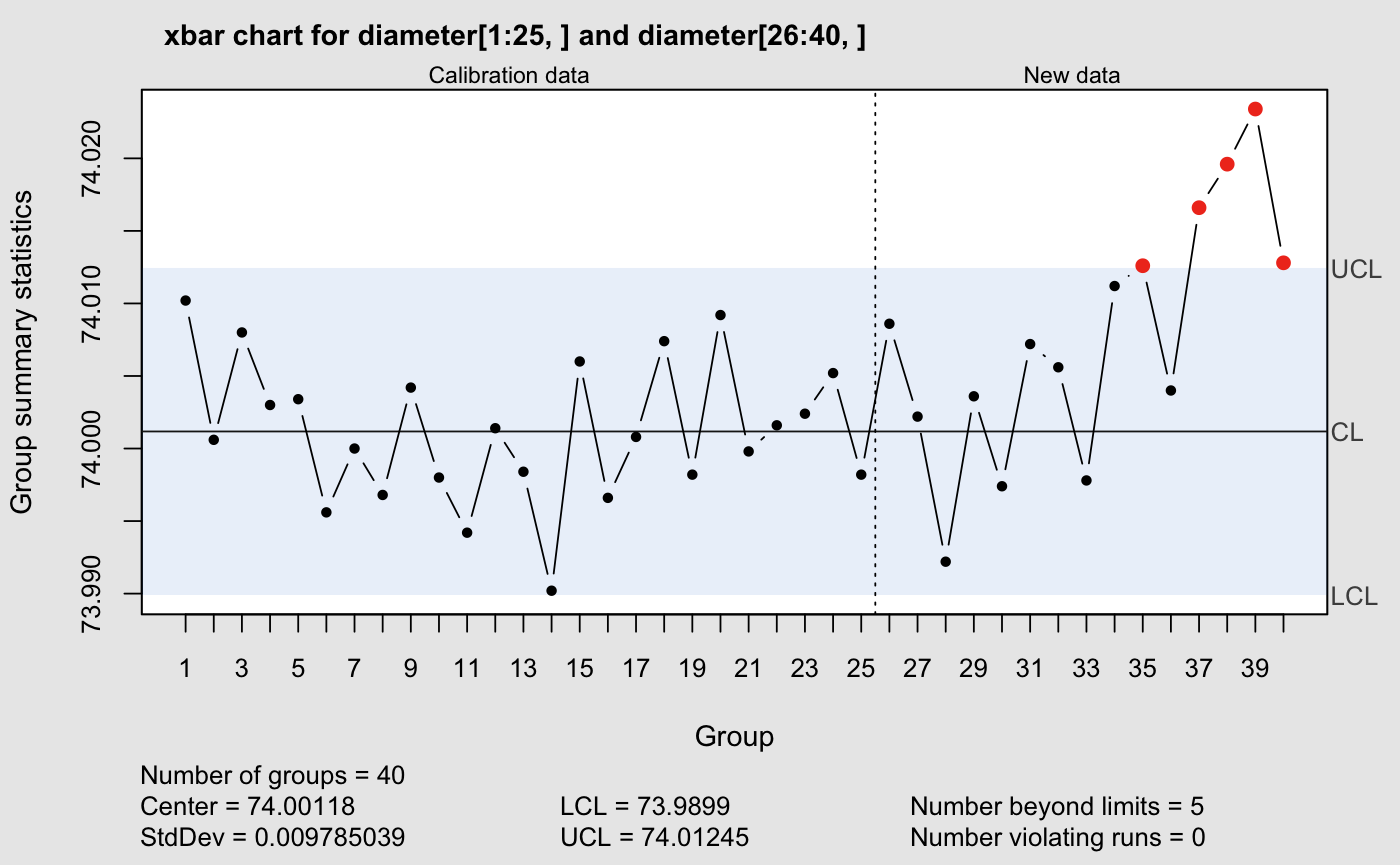 xbar chart for diameter[1:25, ] and diameter[26:40, ]
Calibration data New data
Group summary statistics
74.020
74.010
74.000
73.990
UCL
CL
LCL
1 3 5 7 9 11 13 15 17 19 21 23 25 27 29 31 33 35 37 39
Group
Number of groups = 40
Center = 74.00118 LCL = 73.9899 Number beyond limits = 5
StdDev = 0.009785039 UCL = 74.01245 Number violating runs = 0